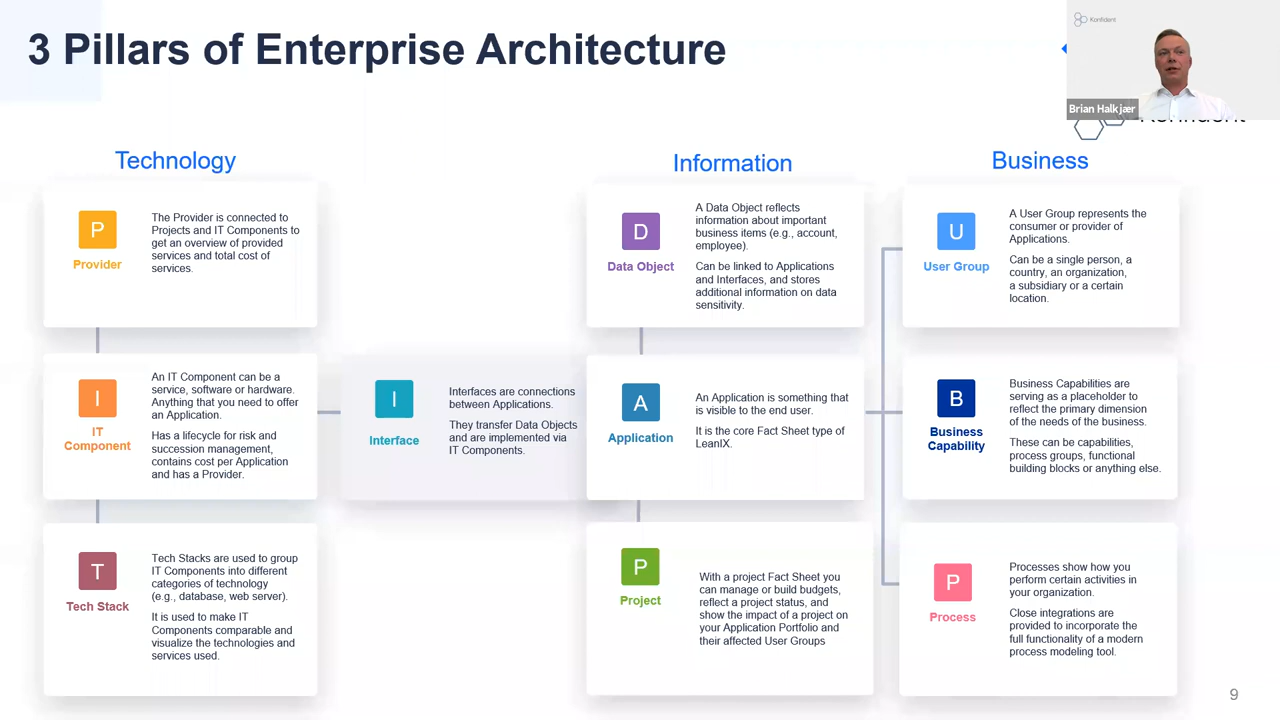 3 Pillars of Enterprise Architecture
Konfident
Brian Halkjær
Konfident
Technology
P
Provider
The Provider is connected to
Projects and IT Components to
get an overview of provided
services and total cost of
services.
I
IT
Component
An IT Component can be a
service, software or hardware.
Anything that you need to offer
an Application.
Has a lifecycle for risk and
succession management,
contains cost per Application
and has a Provider.
T
Tech Stack
Tech Stacks are used to group
IT Components into different
categories of technology
(e.g., database, web server).
It is used to make IT
Components comparable and
visualize the technologies and
services used.
I
Interface
Interfaces are connections
between Applications.
They transfer Data Objects
and are implemented via
IT Components.
Information
D
Data Object
A Data Object reflects
information about important
business items (e.g., account,
employee).
Can be linked to Applications
and Interfaces, and stores
additional information on data
sensitivity.
A
Application
An Application is something that
is visible to the end user.
It is the core Fact Sheet type of
LeanIX.
P
Project
With a project Fact Sheet you
can manage or build budgets,
reflect a project status, and
show the impact of a project on
your Application Portfolio and
their affected User Groups
Business
U
User Group
A User Group represents the
consumer or provider of
Applications.
Can be a single person, a
country, an organization,
a subsidiary or a certain
location.
B
Business
Capability
Business Capabilities are
serving as a placeholder to
reflect the primary dimension
of the needs of the business.
These can be capabilities,
process groups, functional
building blocks or anything else.
P
Process
Processes show how you
perform certain activities in
your organization.
Close integrations are
provided to incorporate the
full functionality of a modern
process modeling tool.
9